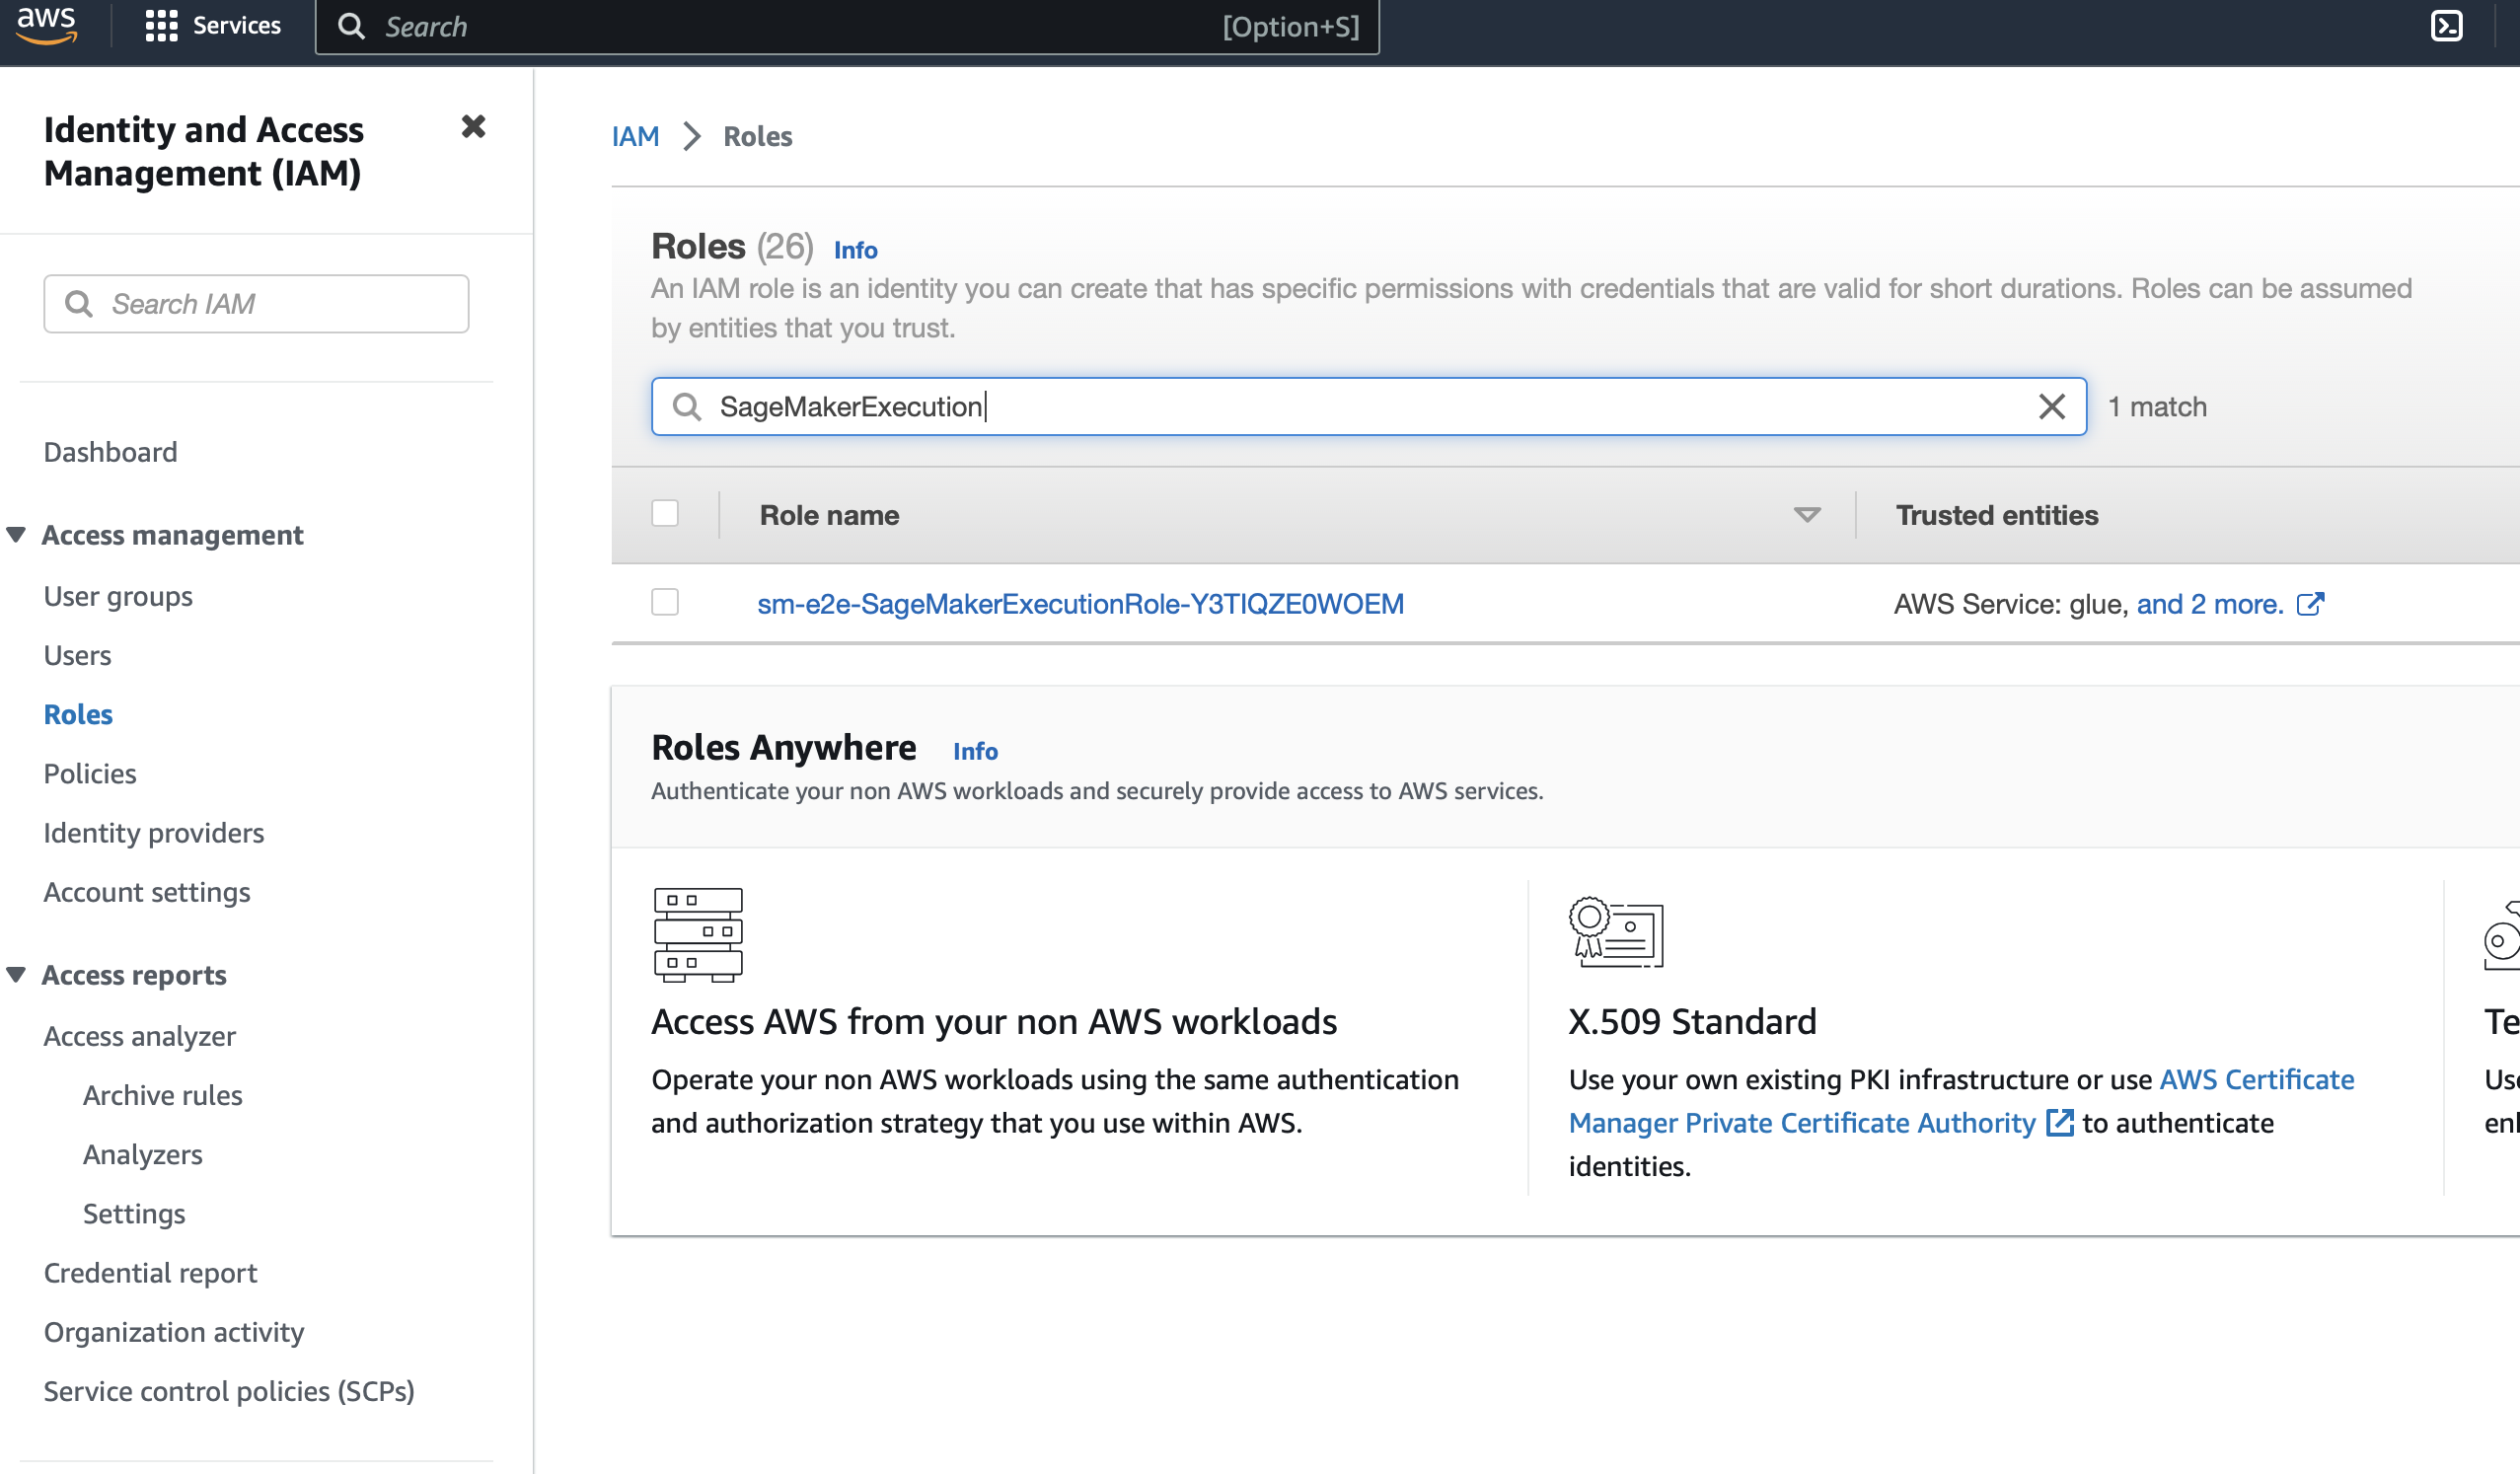 aws
Services
Search
[Option+S]
Identity and Access
Management (IAM)
Search IAM
Dashboard
Access management
User groups
Users
Roles
Policies
Identity providers
Account settings
Access reports
Access analyzer
Archive rules
Analyzers
Settings
Credential report
Organization activity
Service control policies (SCPs)
IAM
Roles
Roles (26) Info
An IAM role is an identity you can create that has specific permissions with credentials that are valid for short durations. Roles can be assumed
by entities that you trust.
SageMakerExecution
1 match
Role name
Trusted entities
sm-e2e-SageMakerExecutionRole-Y3TIQZE0WOEM
AWS Service: glue, and 2 more.
Roles Anywhere Info
Authenticate your non AWS workloads and securely provide access to AWS services.
Access AWS from your non AWS workloads
Operate your non AWS workloads using the same authentication
and authorization strategy that you use within AWS.
X.509 Standard
Use your own existing PKI infrastructure or use AWS Certificate
Manager Private Certificate Authority to authenticate
identities.